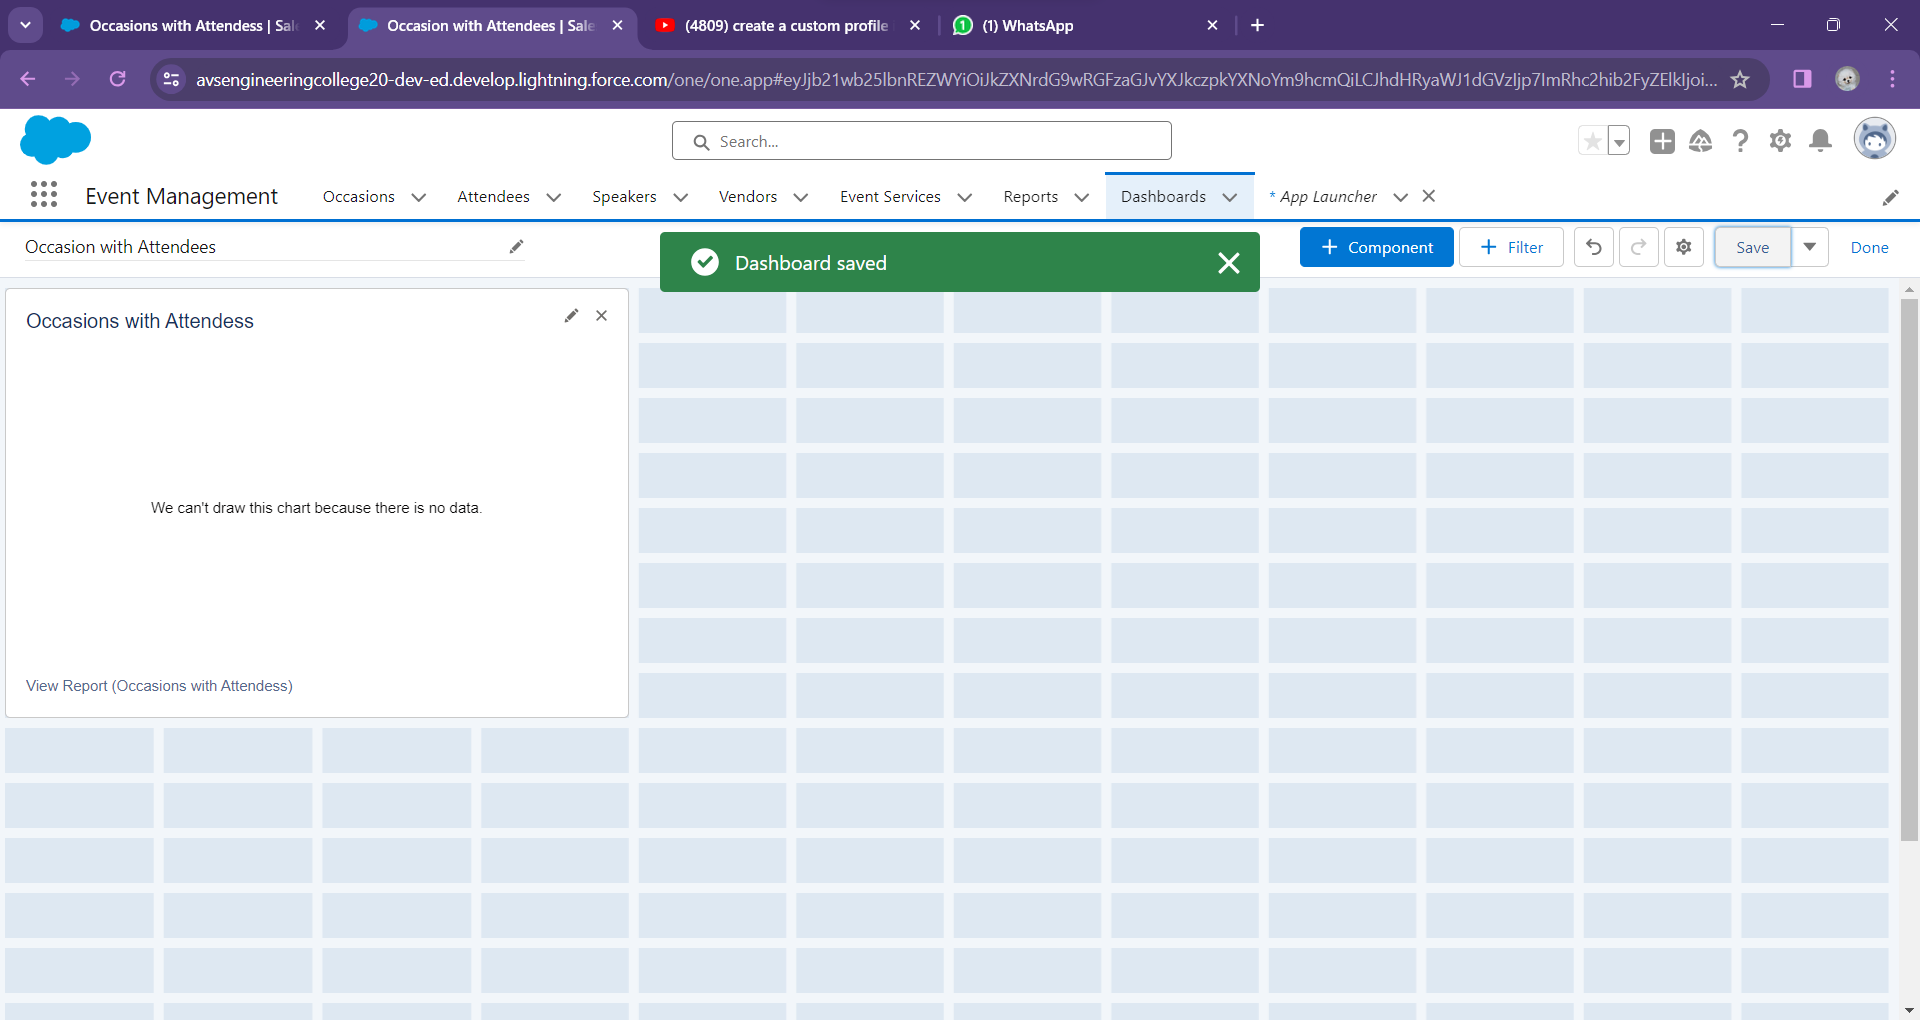 Occasions with Attendess | Sal
Occasion with Attendees | Sale
(4809) create a custom profile
(1) WhatsApp
avsengineeringcollege20-dev-ed.develop.lightning.force.com/one/one.app#eyJjb21wb25lbnREZWYiOiJkZXNrdG9wRGFzaGJvYXJkczpkYXNoYm9hcmQiLCJhdHRyaWJ1dGVzIjp7ImRhc2hib2FyZElkIjoi...
Search...
Event Management
Occasions
Attendees
Speakers
Vendors
Event Services
Reports
Dashboards
* App Launcher
Occasion with Attendees
Dashboard saved
+ Component
+ Filter
Save
Done
Occasions with Attendess
We can't draw this chart because there is no data.
View Report (Occasions with Attendess)